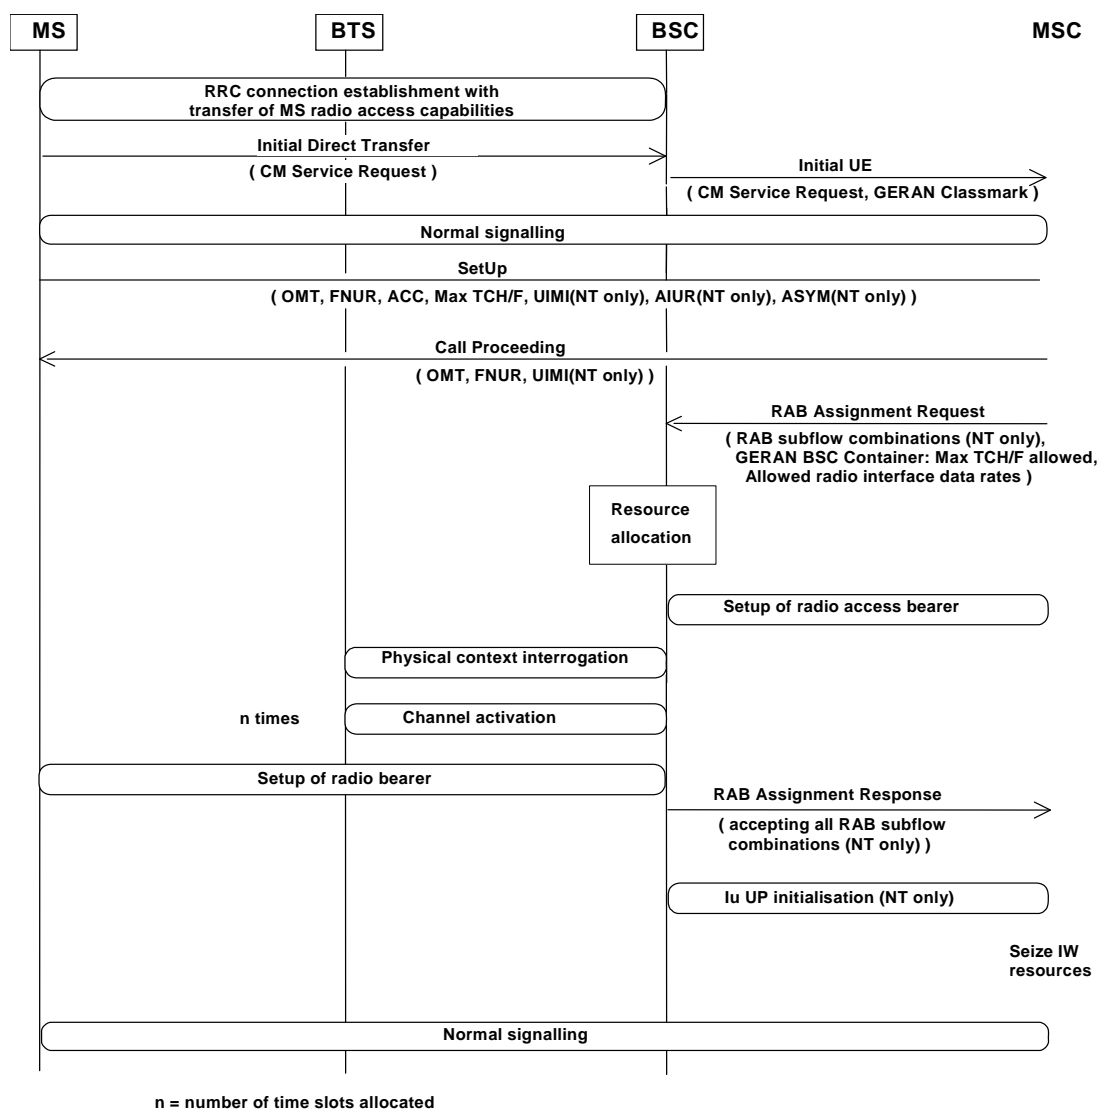 MS BTS BSC MSC
RRC connection establishment with
transfer of MS radio access capabilities
Initial Direct Transfer
( CM Service Request )
Initial UE
( CM Service Request, GERAN Classmark )
Normal signalling
SetUp
( OMT, FNUR, ACC, Max TCH/F, UIMI(NT only), AIUR(NT only), ASYM(NT only) )
Call Proceeding
( OMT, FNUR, UIMI(NT only) )
RAB Assignment Request
( RAB subflow combinations (NT only),
GERAN BSC Container: Max TCH/F allowed,
Allowed radio interface data rates )
Resource
allocation
Setup of radio access bearer
Physical context interrogation
n times
Channel activation
Setup of radio bearer
RAB Assignment Response
( accepting all RAB subflow
combinations (NT only) )
Iu UP initialisation (NT only)
Seize IW
resources
Normal signalling
n = number of time slots allocated